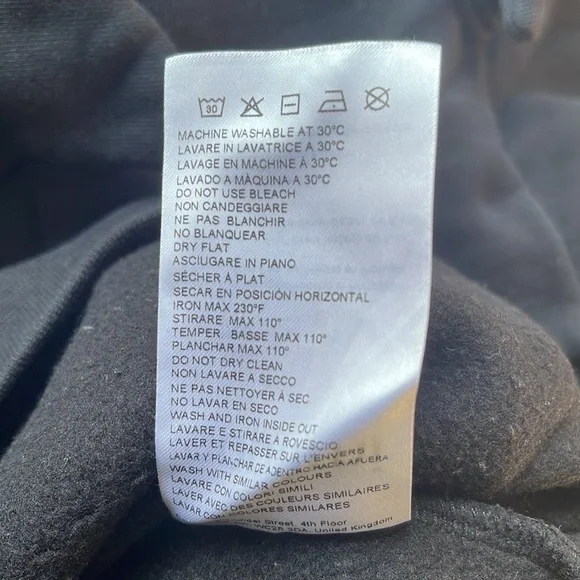 30
MACHINE WASHABLE AT 30°C
LAVARE IN LAVATRICE A 30°C
LAVAGE EN MACHINE À 30°C
LAVADO A MÀQUINA A 30°C
DO NOT USE BLEACH
NON CANDEGGIARE
NE PAS BLANCHIR
NO BLANQUEAR
DRY FLAT
ASCIUGARE IN PIANO
SÉCHER À PLAT
SECAR EN POSICIÓN HORIZONTAL
IRON MAX 230°F
STIRARE MAX 110°
TEMPER. BASSE MAX 110°
PLANCHAR MAX 110°
DO NOT DRY CLEAN
NON LAVARE A SECCO
NE PAS NETTOYER À SEC
NO LAVAR EN SECO
WASH AND IRON INSIDE OUT
LAVARE E STIRARE A ROVESCIO
LAVER ET REPASSER SUR L'ENVERS
LAVAR Y PLANCHAR DE ADENTRO HACIA AFUERA
WASH WITH SIMILAR COLOURS
LAVARE CON COLORI SIMILI
LAVER AVEC DES COULEURS SIMILAIRES
LAVAR CON COLORES SIMILARES
Street, 4th Floor
WC2R 3DA, United Kingdom